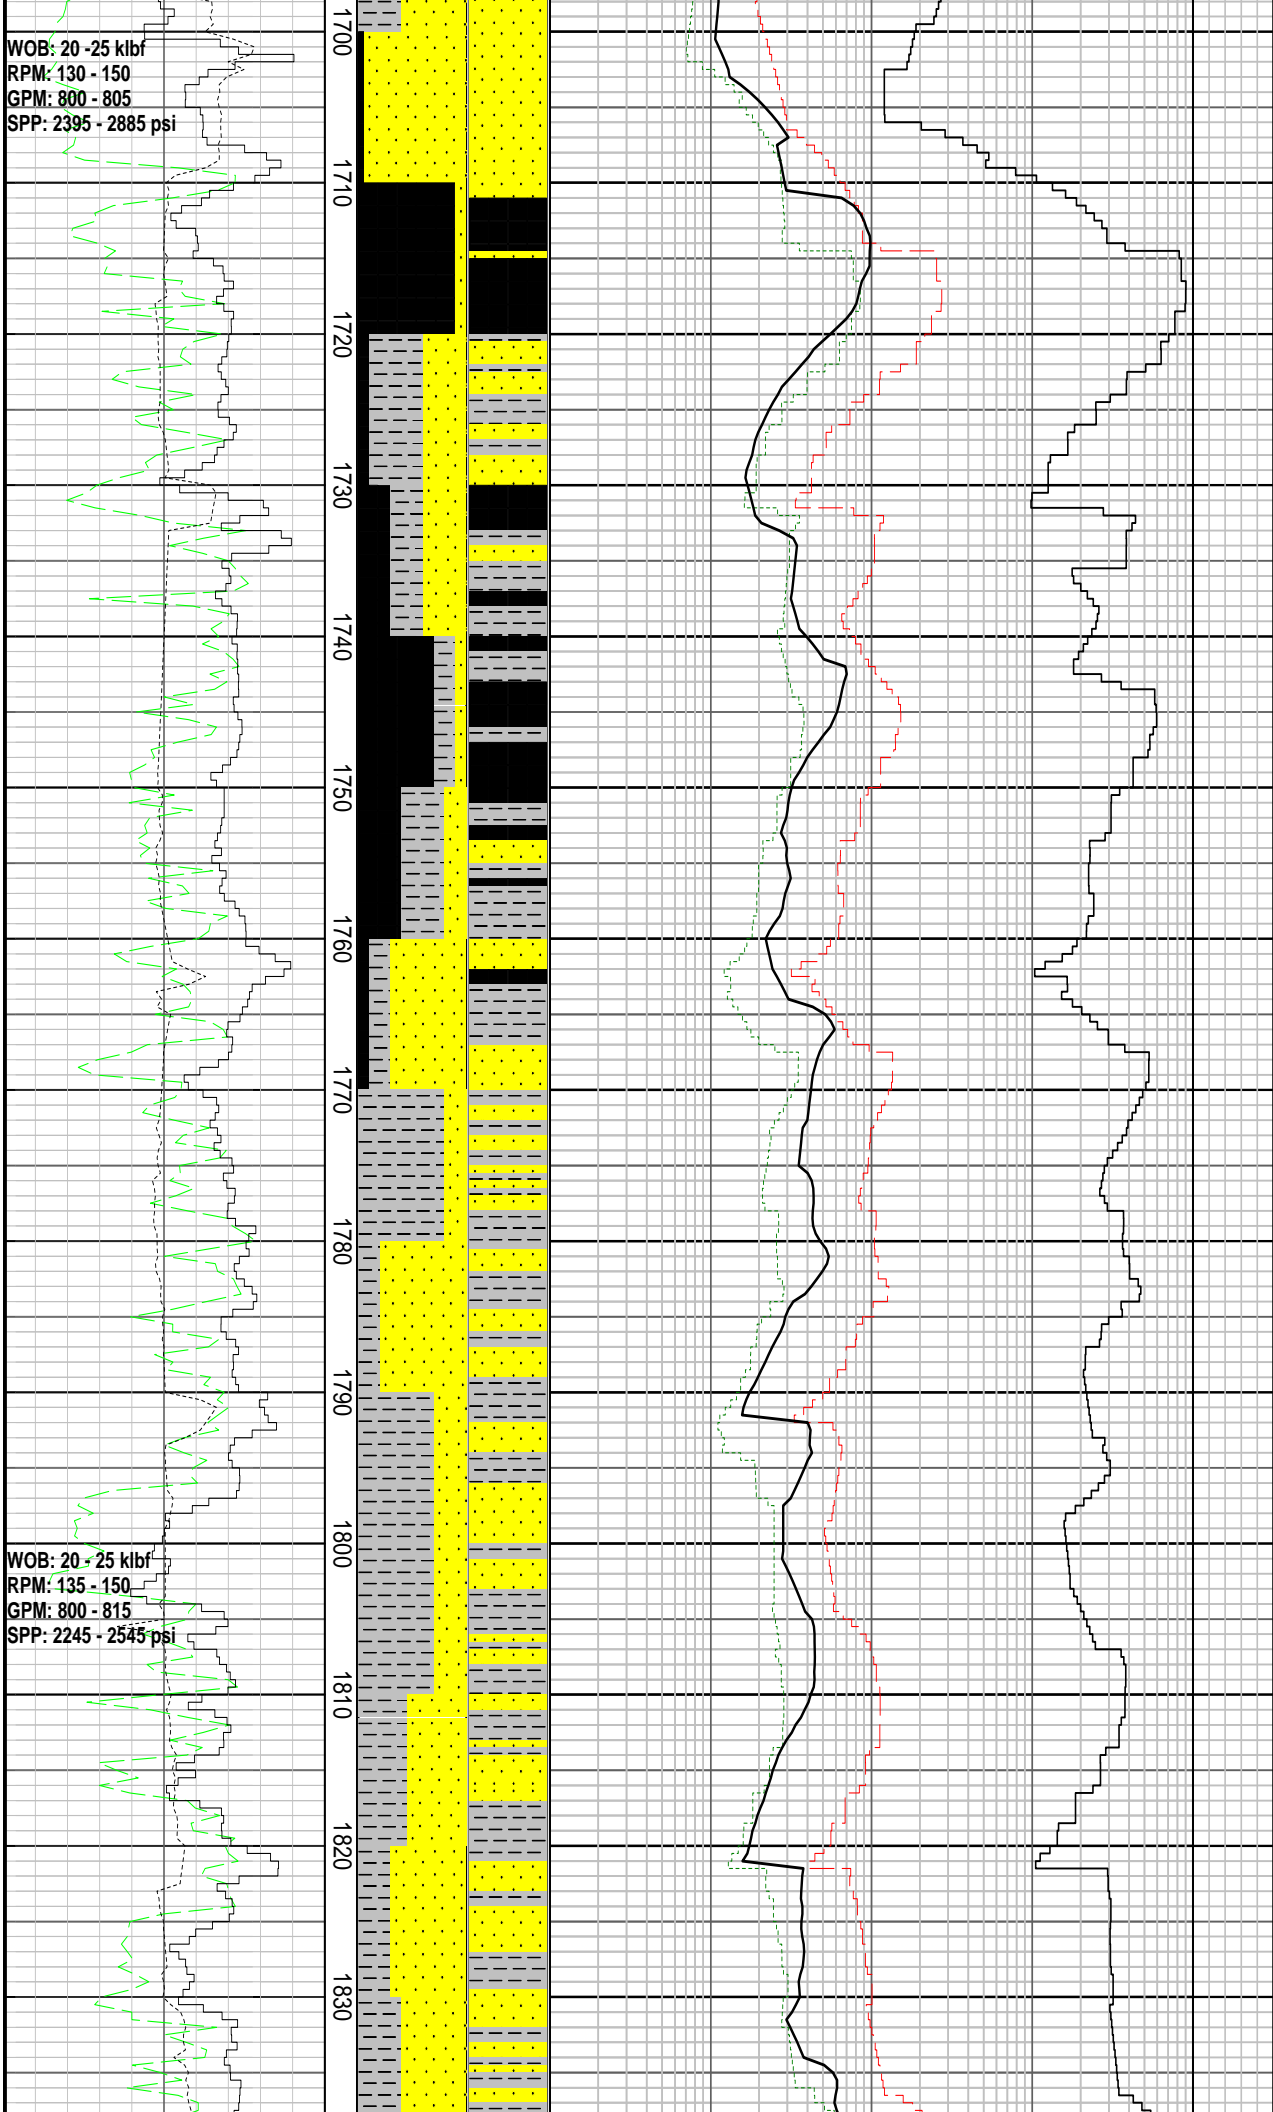 1700
WOB: 20 -25 klbf
RPM: 130 - 150
GPM: 800 - 805
SPP: 2395 - 2885 psi
1710
1720
1730
1740
1750
1760
1770
1780
1790
1800
WOB: 20 - 25 klbf
RPM: 135 - 150
GPM: 800 - 815
SPP: 2245 - 2545 psi
1810
1820
1830